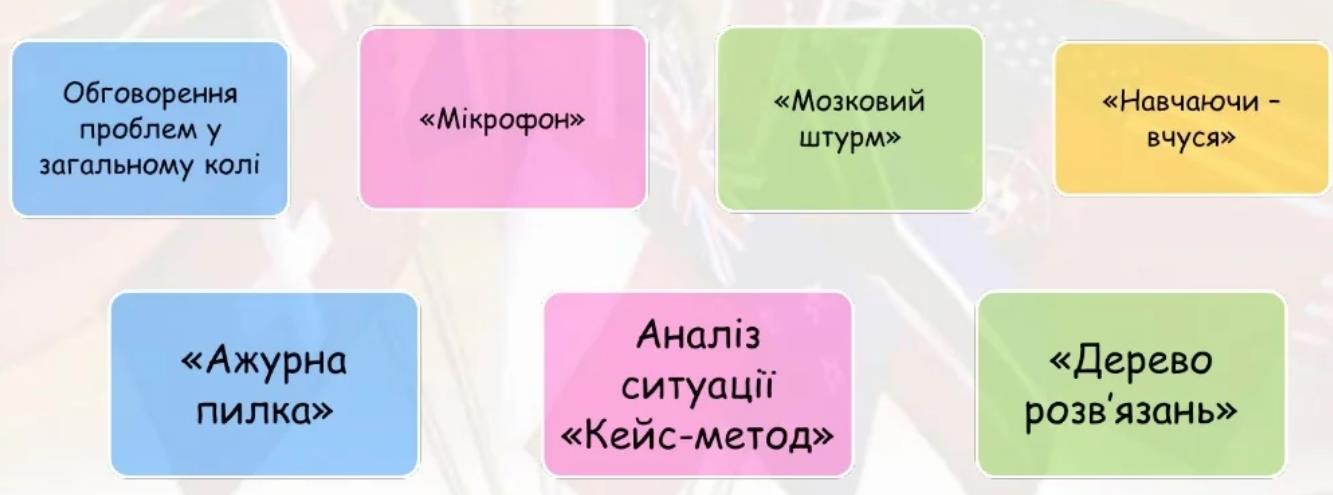 Обговорення
проблем у
загальному колі
«Мікрофон»
«Мозковий
штурм»
«Навчаючи –
вчуся»
«Ажурна
пилка»
Аналіз
ситуації
«Кейс-метод»
«Дерево
розв'язань»